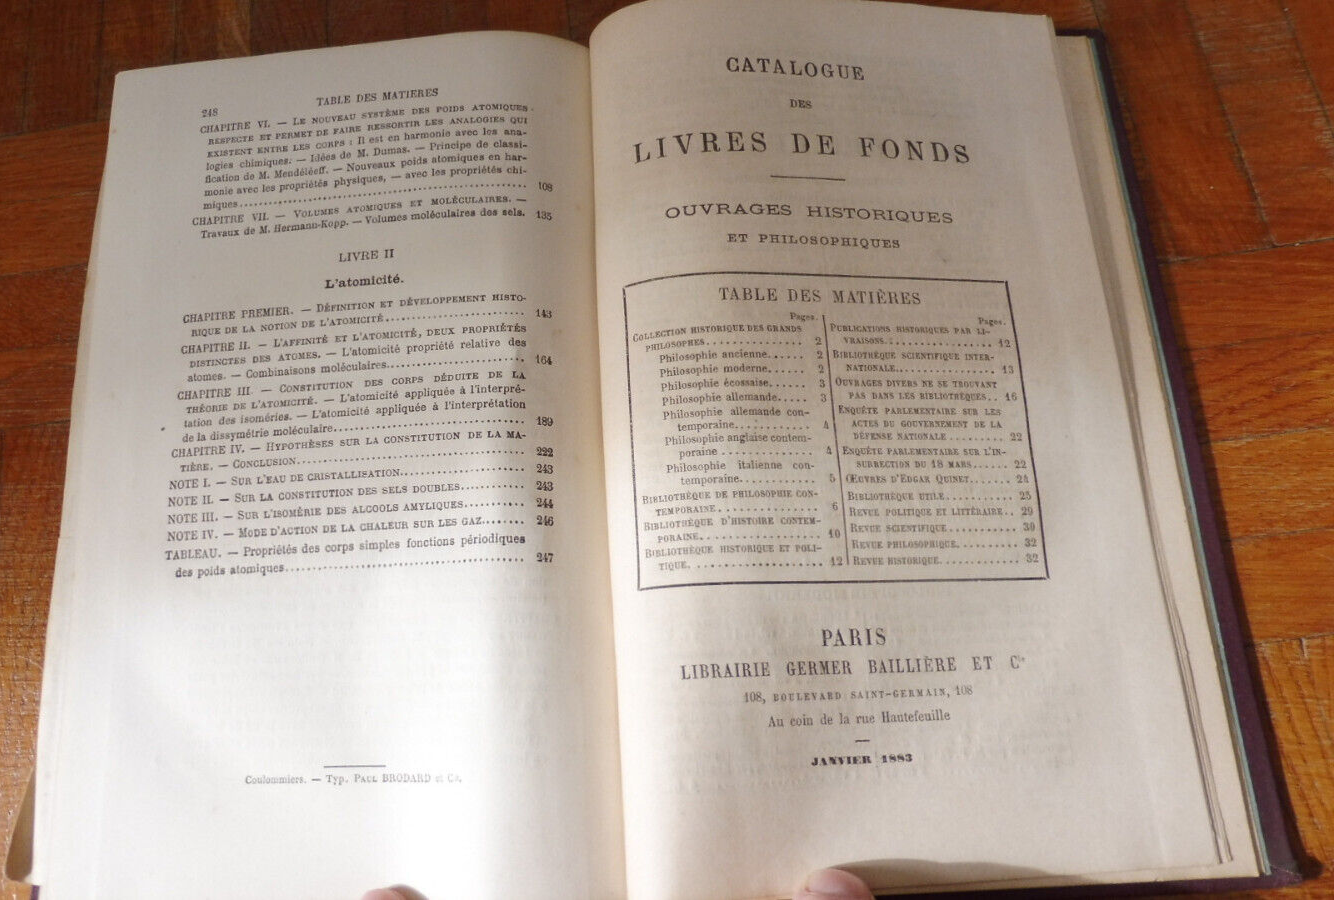 248
TABLE DES MATIERES
CHAPITRE VI. — LE NOUVEAU SYSTÈME DES POIDS ATOMIQUES
RESPECTE ET PERMET DE FAIRE RESSORTIR LES ANALOGIES QUI
EXISTENT ENTRE LES CORPS : Il est en harmonie avec les ana-
logies chimiques. — Idées de M. Dumas. — Principe de classi-
fication de M. Mendéléeff. — Nouveaux poids atomiques en har-
monie avec les propriétés physiques, — avec les propriétés chi-
miques........ 108
CHAPITRE VII. — VOLUMES ATOMIQUES ET MOLÉCULAIRES. —
Travaux de M. Hermann-Kopp. — Volumes moléculaires des sels. 135
LIVRE II
L'atomicité.
CHAPITRE PREMIER. — DÉFINITION ET DÉVELOPPEMENT HISTO-
RIQUE DE LA NOTION DE L'ATOMICITÉ........ 143
CHAPITRE II. — L'AFFINITÉ ET L'ATOMICITÉ, DEUX PROPRIÉTÉS
DISTINCTES DES ATOMES. — L'atomicité propriété relative des
atomes. — Combinaisons moléculaires........ 164
CHAPITRE III. — CONSTITUTION DES CORPS DÉDUITE DE LA
THÉORIE DE L'ATOMICITÉ. — L'atomicité appliquée à l'interpré-
tation des isoméries. — L'atomicité appliquée à l'interprétation
de la dissymétrie moléculaire........ 189
CHAPITRE IV. — HYPOTHÈSES SUR LA CONSTITUTION DE LA MA-
TIÈRE. — CONCLUSION........ 222
NOTE I. — SUR L'EAU DE CRISTALLISATION........ 243
NOTE II. — SUR LA CONSTITUTION DES SELS DOUBLES........ 243
NOTE III. — SUR L'ISOMÉRIE DES ALCOOLS AMYLIQUES........ 244
NOTE IV. — MODE D'ACTION DE LA CHALEUR SUR LES GAZ........ 246
TABLEAU. — Propriétés des corps simples fonctions périodiques
des poids atomiques........ 247
Coulommiers. — Typ. PAUL BRODARD et Cie.
CATALOGUE
DES
LIVRES DE FONDS
OUVRAGES HISTORIQUES
ET PHILOSOPHIQUES
TABLE DES MATIÈRES
Pages.
COLLECTION HISTORIQUE DES GRANDS
PHILOSOPHES........ 2
Philosophie ancienne...... 2
Philosophie moderne...... 2
Philosophie écossaise...... 3
Philosophie allemande..... 3
Philosophie allemande con-
temporaine........ 4
Philosophie anglaise contem-
poraine........ 4
Philosophie italienne con-
temporaine........ 5
BIBLIOTHÈQUE DE PHILOSOPHIE CON-
TEMPORAINE........ 6
BIBLIOTHÈQUE D'HISTOIRE CONTEM-
PORAINE........ 10
BIBLIOTHÈQUE HISTORIQUE ET POLI-
TIQUE........ 12
Pages.
PUBLICATIONS HISTORIQUES PAR LI-
VRAISONS........ 12
BIBLIOTHÈQUE SCIENTIFIQUE INTER-
NATIONALE........ 13
OUVRAGES DIVERS NE SE TROUVANT
PAS DANS LES BIBLIOTHÈQUES.. 16
ENQUÊTE PARLEMENTAIRE SUR LES
ACTES DU GOUVERNEMENT DE LA
DÉFENSE NATIONALE ........ 22
ENQUÊTE PARLEMENTAIRE SUR L'IN-
SURRECTION DU 18 MARS...... 22
ŒUVRES D'EDGAR QUINET...... 24
BIBLIOTHÈQUE UTILE........ 25
REVUE POLITIQUE ET LITTÉRAIRE.. 29
REVUE SCIENTIFIQUE........ 30
REVUE PHILOSOPHIQUE........ 32
REVUE HISTORIQUE........ 32
PARIS
LIBRAIRIE GERMER BAILLIÈRE ET Cie
108, BOULEVARD SAINT-GERMAIN, 108
Au coin de la rue Hautefeuille
JANVIER 1883